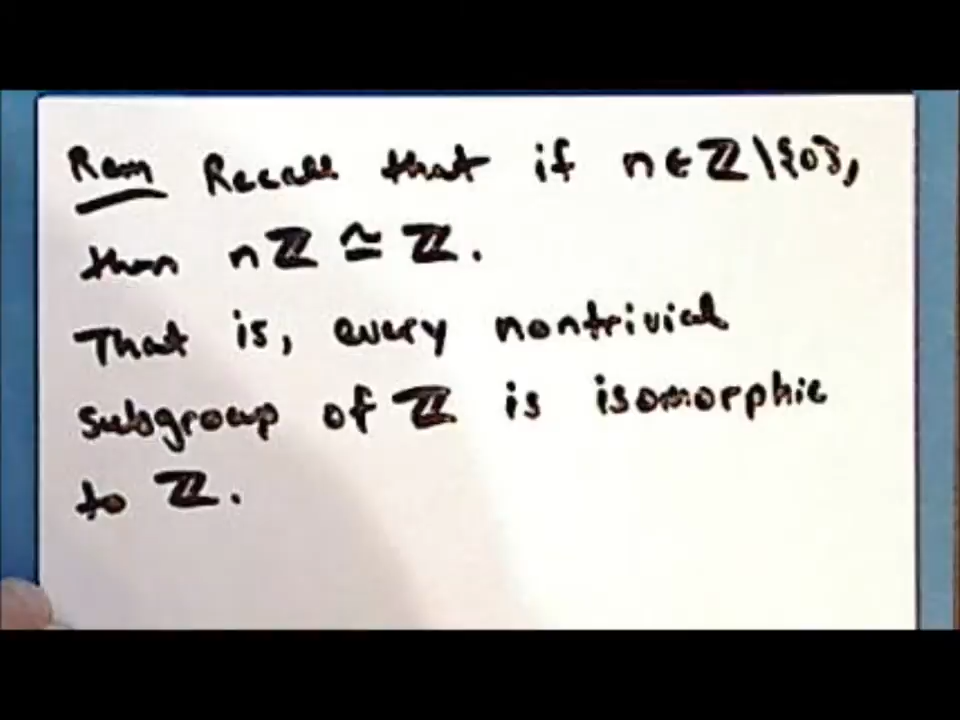 Rem Recall that if n ∈ ℤ\{0},
then nℤ ≅ ℤ.
That is, every nontrivial
subgroup of ℤ is isomorphic
to ℤ.